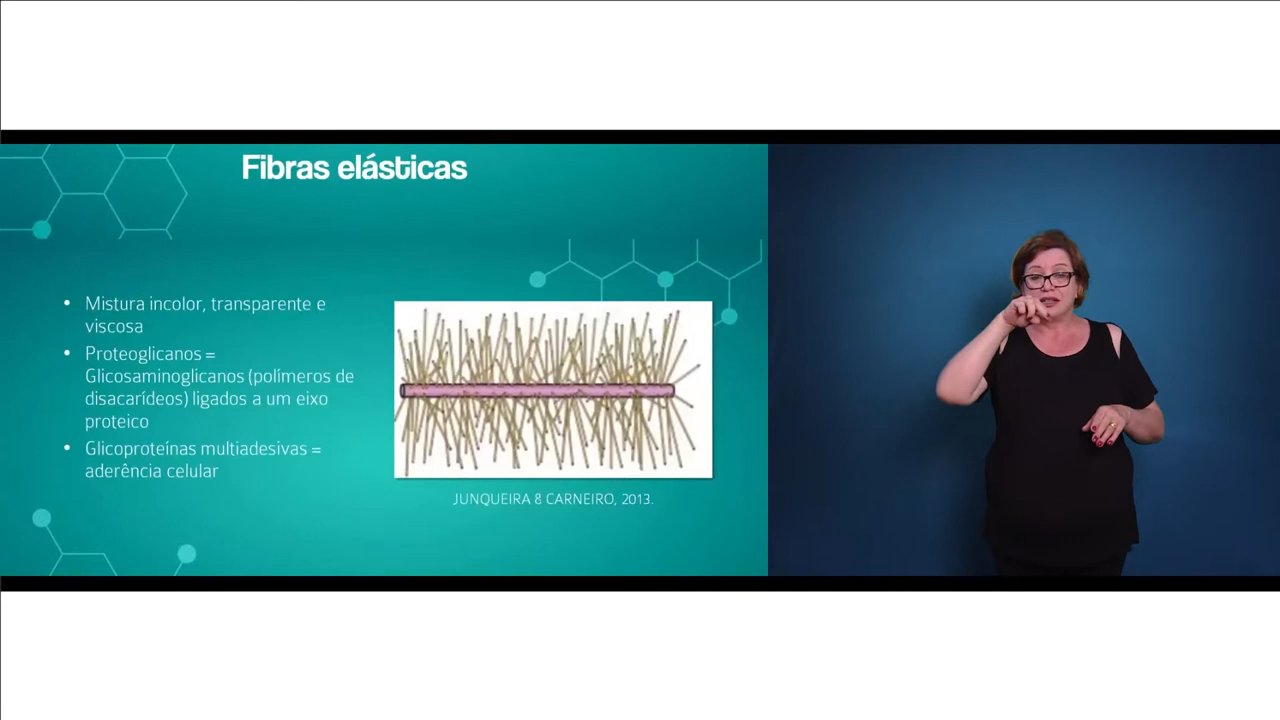 Fibras elásticas
• Mistura incolor, transparente e
viscosa
• Proteoglicanos =
Glicosaminoglicanos (polímeros de
disacarídeos) ligados a um eixo
proteico
• Glicoproteínas multiadesivas =
aderência celular
JUNQUEIRA & CARNEIRO, 2013.